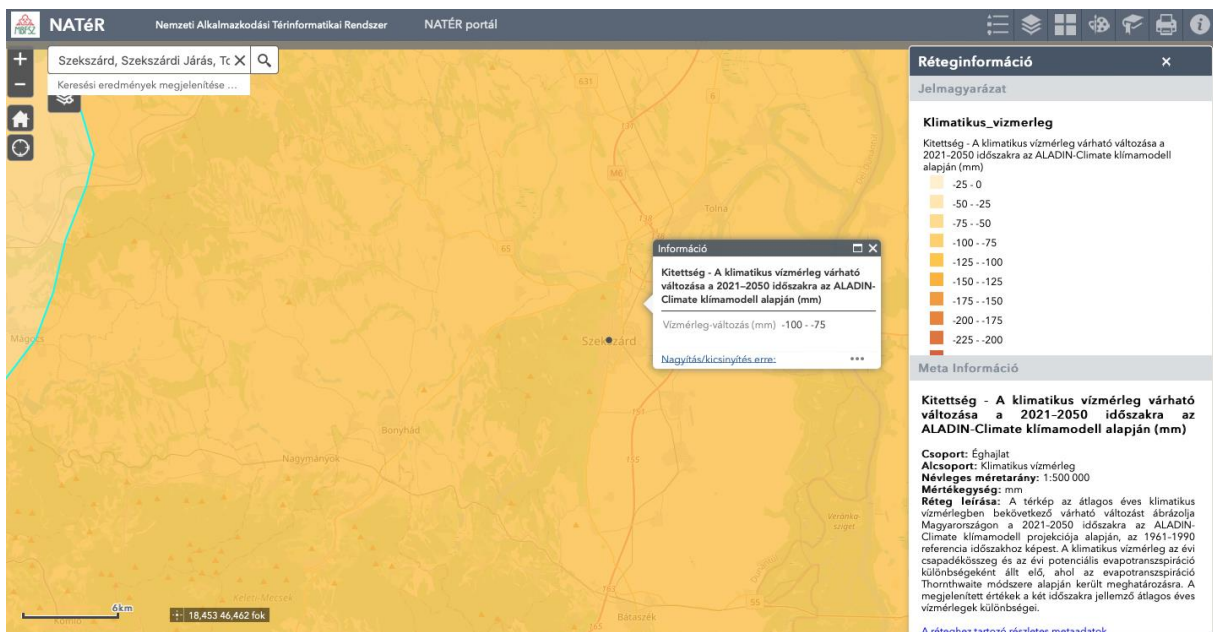 NATéR
Nemzeti Alkalmazkodási Térinformatikai Rendszer
NATÉR portál
Szekszárd, Szekszárdi Járás, To
Keresési eredmények megjelenítése ...
Réteginformáció
Jelmagyarázat
Klimatikus_vizmerleg
Kitettség - A klimatikus vízmérleg várható változása a
2021-2050 időszakra az ALADIN-Climate klímamodell
alapján (mm)
-25 - 0
-50 - -25
-75 - -50
-100 - -75
-125 - -100
-150 - -125
-175 - -150
-200 - -175
-225 - -200
Meta Információ
Kitettség - A klimatikus vízmérleg várható
változása a 2021–2050 időszakra az
ALADIN-Climate klímamodell alapján (mm)
Csoport: Éghajlat
Alcsoport: Klimatikus vízmérleg
Névleges méretarány: 1:500 000
Mértékegység: mm
Réteg leírása: A térkép az átlagos éves klimatikus
vízmérlegben bekövetkező várható változást ábrázolja
Magyarországon a 2021-2050 időszakra az ALADIN-
Climate klímamodell projekciója alapján, az 1961-1990
referencia időszakhoz képest. A klimatikus vízmérleg az évi
csapadékösszeg és az évi potenciális evapotranszspiráció
különbségeként állt elő, ahol az evapotranszspiráció
Thornthwaite módszere alapján került meghatározásra. A
megjelenített értékek a két időszakra jellemző átlagos éves
vízmérlegek különbségei.
A réteghez tartozó részletes metaadatok
Információ
Kitettség - A klimatikus vízmérleg várható
változása a 2021–2050 időszakra az ALADIN-
Climate klímamodell alapján (mm)
Vízmérleg-változás (mm) -100 - -75
Nagyítás/kicsinyítés erre:
631
6
M6
Tolna
65
Szekszárd
Mágocs
Bonyhád
Nagymányok
Veránka-
sziget
Keleti-Mecsek
Komló
Bátaszék
55
6km
18,453 46,462 fok